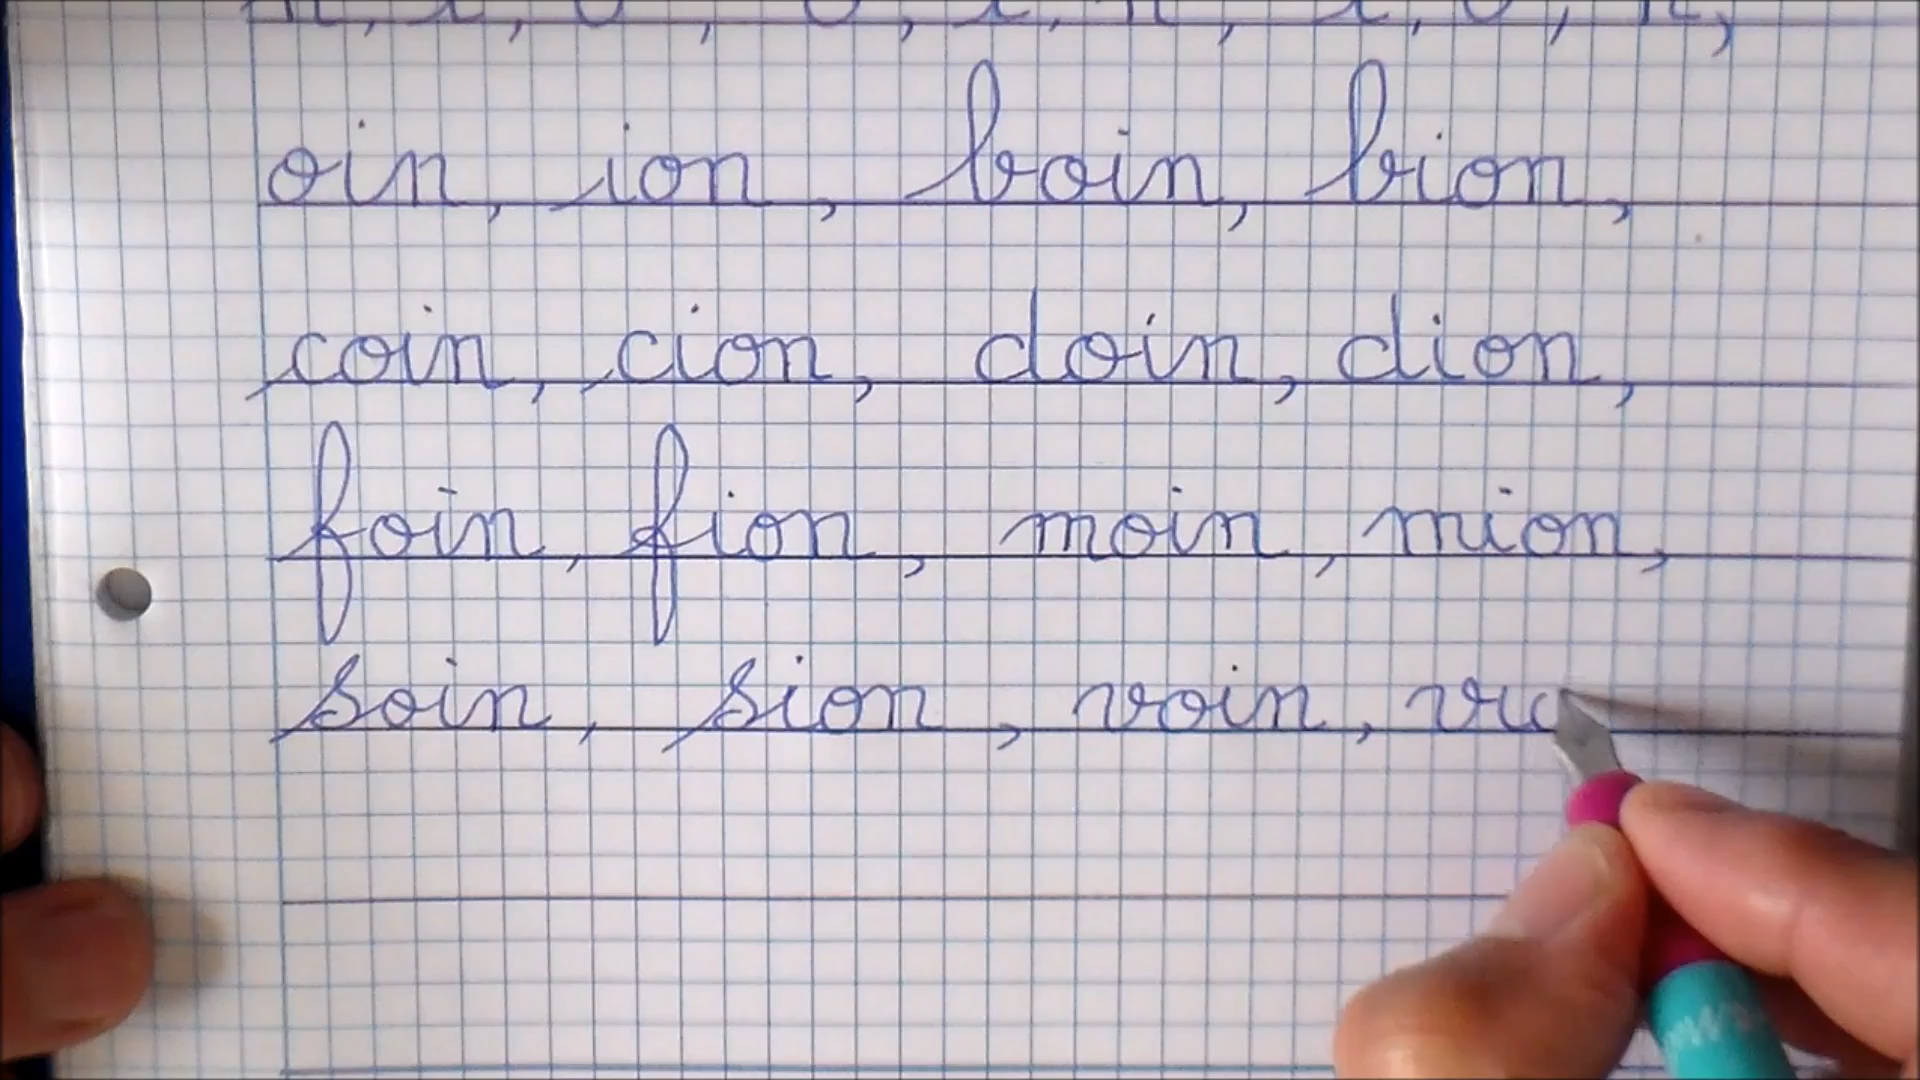 oin, ion, boin, bion,
coin, cion, doin, dion,
foin, fion, moin, mion,
soin, sion, voin,